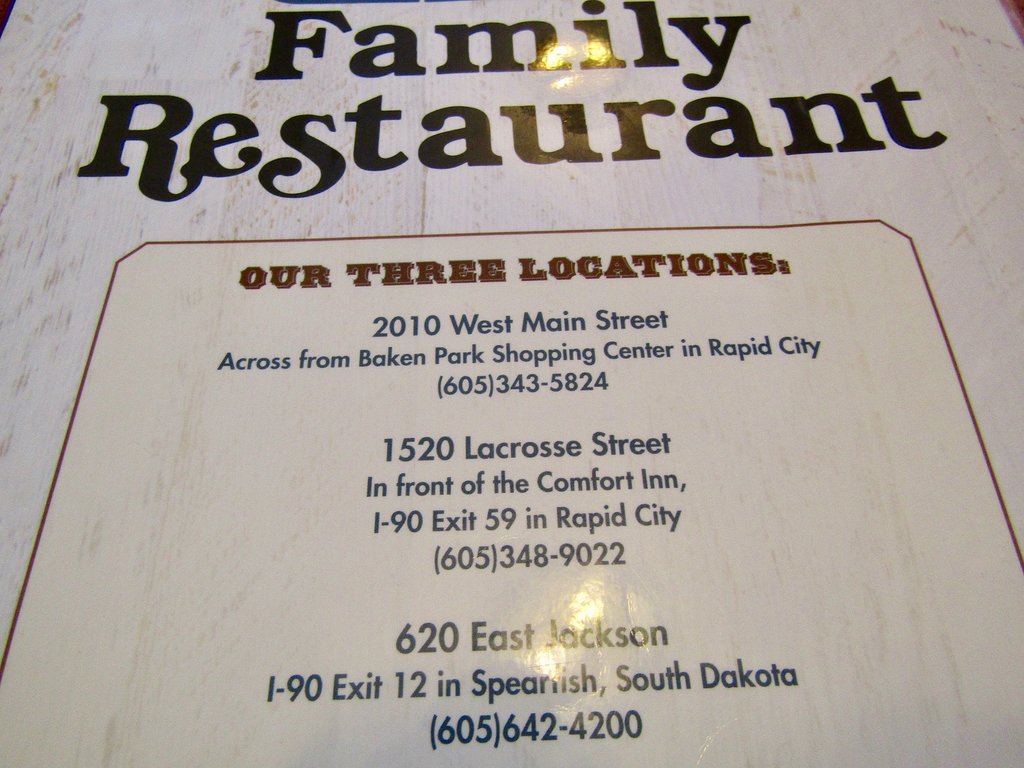 Family
Restaurant
OUR THREE LOCATIONS:
2010 West Main Street
Across from Baken Park Shopping Center in Rapid City
(605)343-5824
1520 Lacrosse Street
In front of the Comfort Inn,
I-90 Exit 59 in Rapid City
(605)348-9022
620 East Jackson
I-90 Exit 12 in Spearfish, South Dakota
(605)642-4200